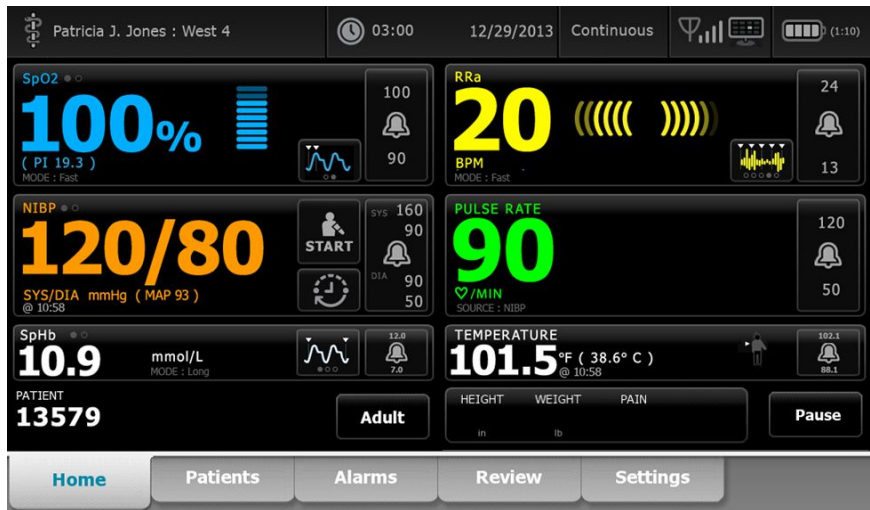 Patricia J. Jones : West 4
03:00
12/29/2013
Continuous
(1:10)
SpO2
100%
( PI 19.3 )
MODE : Fast
100
90
RRa
20
BPM
MODE : Fast
24
13
NIBP
120/80
SYS/DIA mmHg ( MAP 93 )
@ 10:58
START
SYS 160
90
DIA 90
50
PULSE RATE
90
/MIN
SOURCE : NIBP
120
50
SpHb
10.9 mmol/L
MODE : Long
12.0
7.0
TEMPERATURE
101.5 °F ( 38.6° C )
@ 10:58
102.1
88.1
PATIENT
13579
Adult
HEIGHT WEIGHT PAIN
in lb
Pause
Home Patients Alarms Review Settings